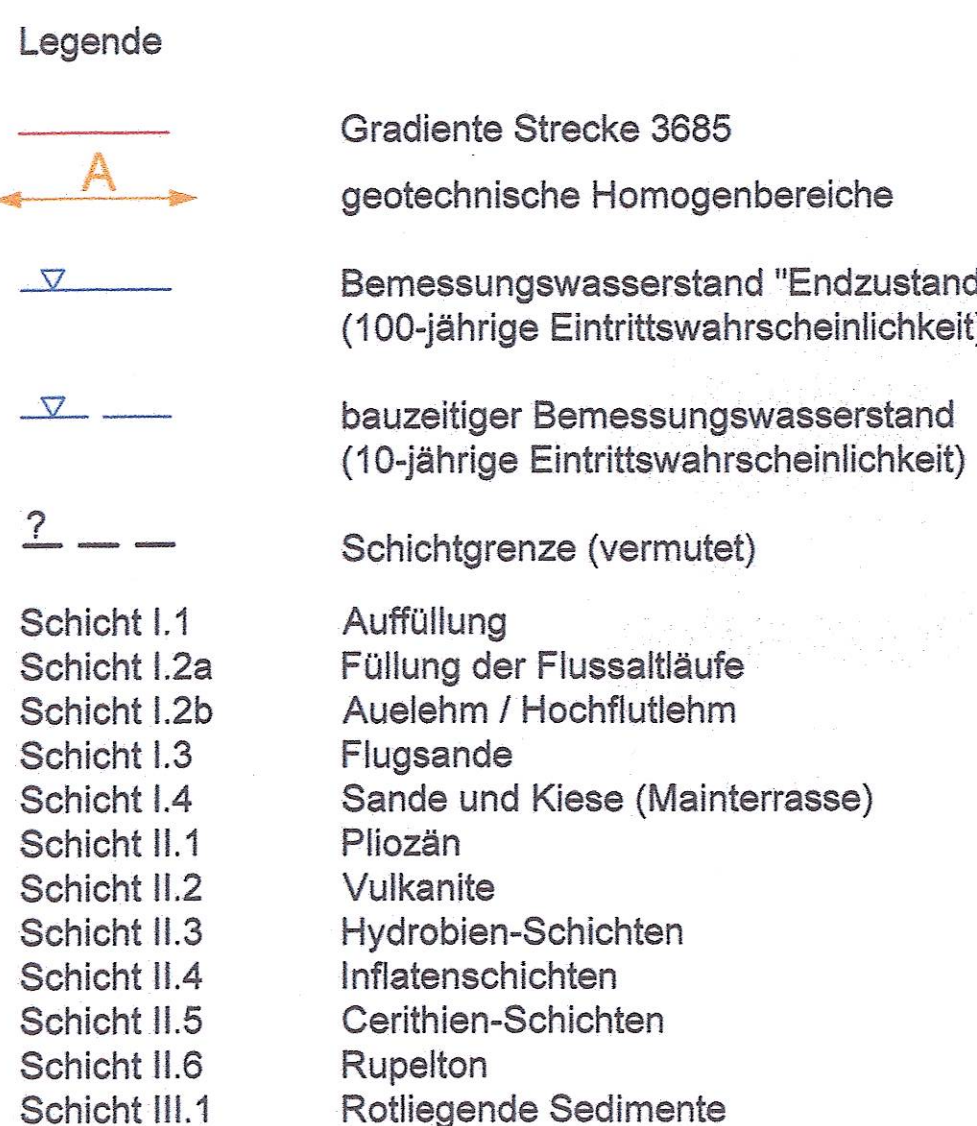 Legende
Gradiente Strecke 3685
A
geotechnische Homogenbereiche
Bemessungswasserstand "Endzustand
(100-jährige Eintrittswahrscheinlichkeit)
bauzeitiger Bemessungswasserstand
(10-jährige Eintrittswahrscheinlichkeit)
?
Schichtgrenze (vermutet)
Schicht I.1 Auffüllung
Schicht I.2a Füllung der Flussaltläufe
Schicht I.2b Auelehm / Hochflutlehm
Schicht I.3 Flugsande
Schicht I.4 Sande und Kiese (Mainterrasse)
Schicht II.1 Pliozän
Schicht II.2 Vulkanite
Schicht II.3 Hydrobien-Schichten
Schicht II.4 Inflatenschichten
Schicht II.5 Cerithien-Schichten
Schicht II.6 Rupelton
Schicht III.1 Rotliegende Sedimente